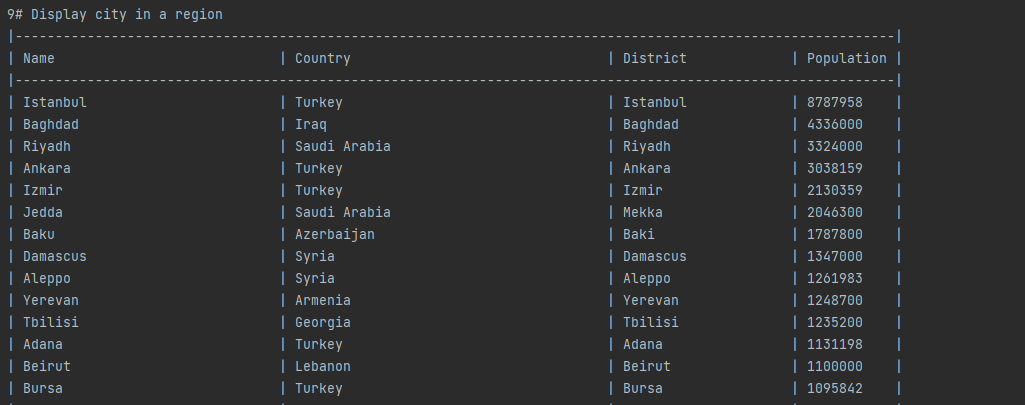 9# Display city in a region
|--------------------------------------------------------------------------------------------------------------|
| Name                            | Country                                | District             | Population |
|--------------------------------------------------------------------------------------------------------------|
| Istanbul                        | Turkey                                 | Istanbul             | 8787958    |
| Baghdad                         | Iraq                                   | Baghdad              | 4336000    |
| Riyadh                          | Saudi Arabia                           | Riyadh               | 3324000    |
| Ankara                          | Turkey                                 | Ankara               | 3038159    |
| Izmir                           | Turkey                                 | Izmir                | 2130359    |
| Jedda                           | Saudi Arabia                           | Mekka                | 2046300    |
| Baku                            | Azerbaijan                             | Baki                 | 1787800    |
| Damascus                        | Syria                                  | Damascus             | 1347000    |
| Aleppo                          | Syria                                  | Aleppo               | 1261983    |
| Yerevan                         | Armenia                                | Yerevan              | 1248700    |
| Tbilisi                         | Georgia                                | Tbilisi              | 1235200    |
| Adana                           | Turkey                                 | Adana                | 1131198    |
| Beirut                          | Lebanon                                | Beirut               | 1100000    |
| Bursa                           | Turkey                                 | Bursa                | 1095842    |